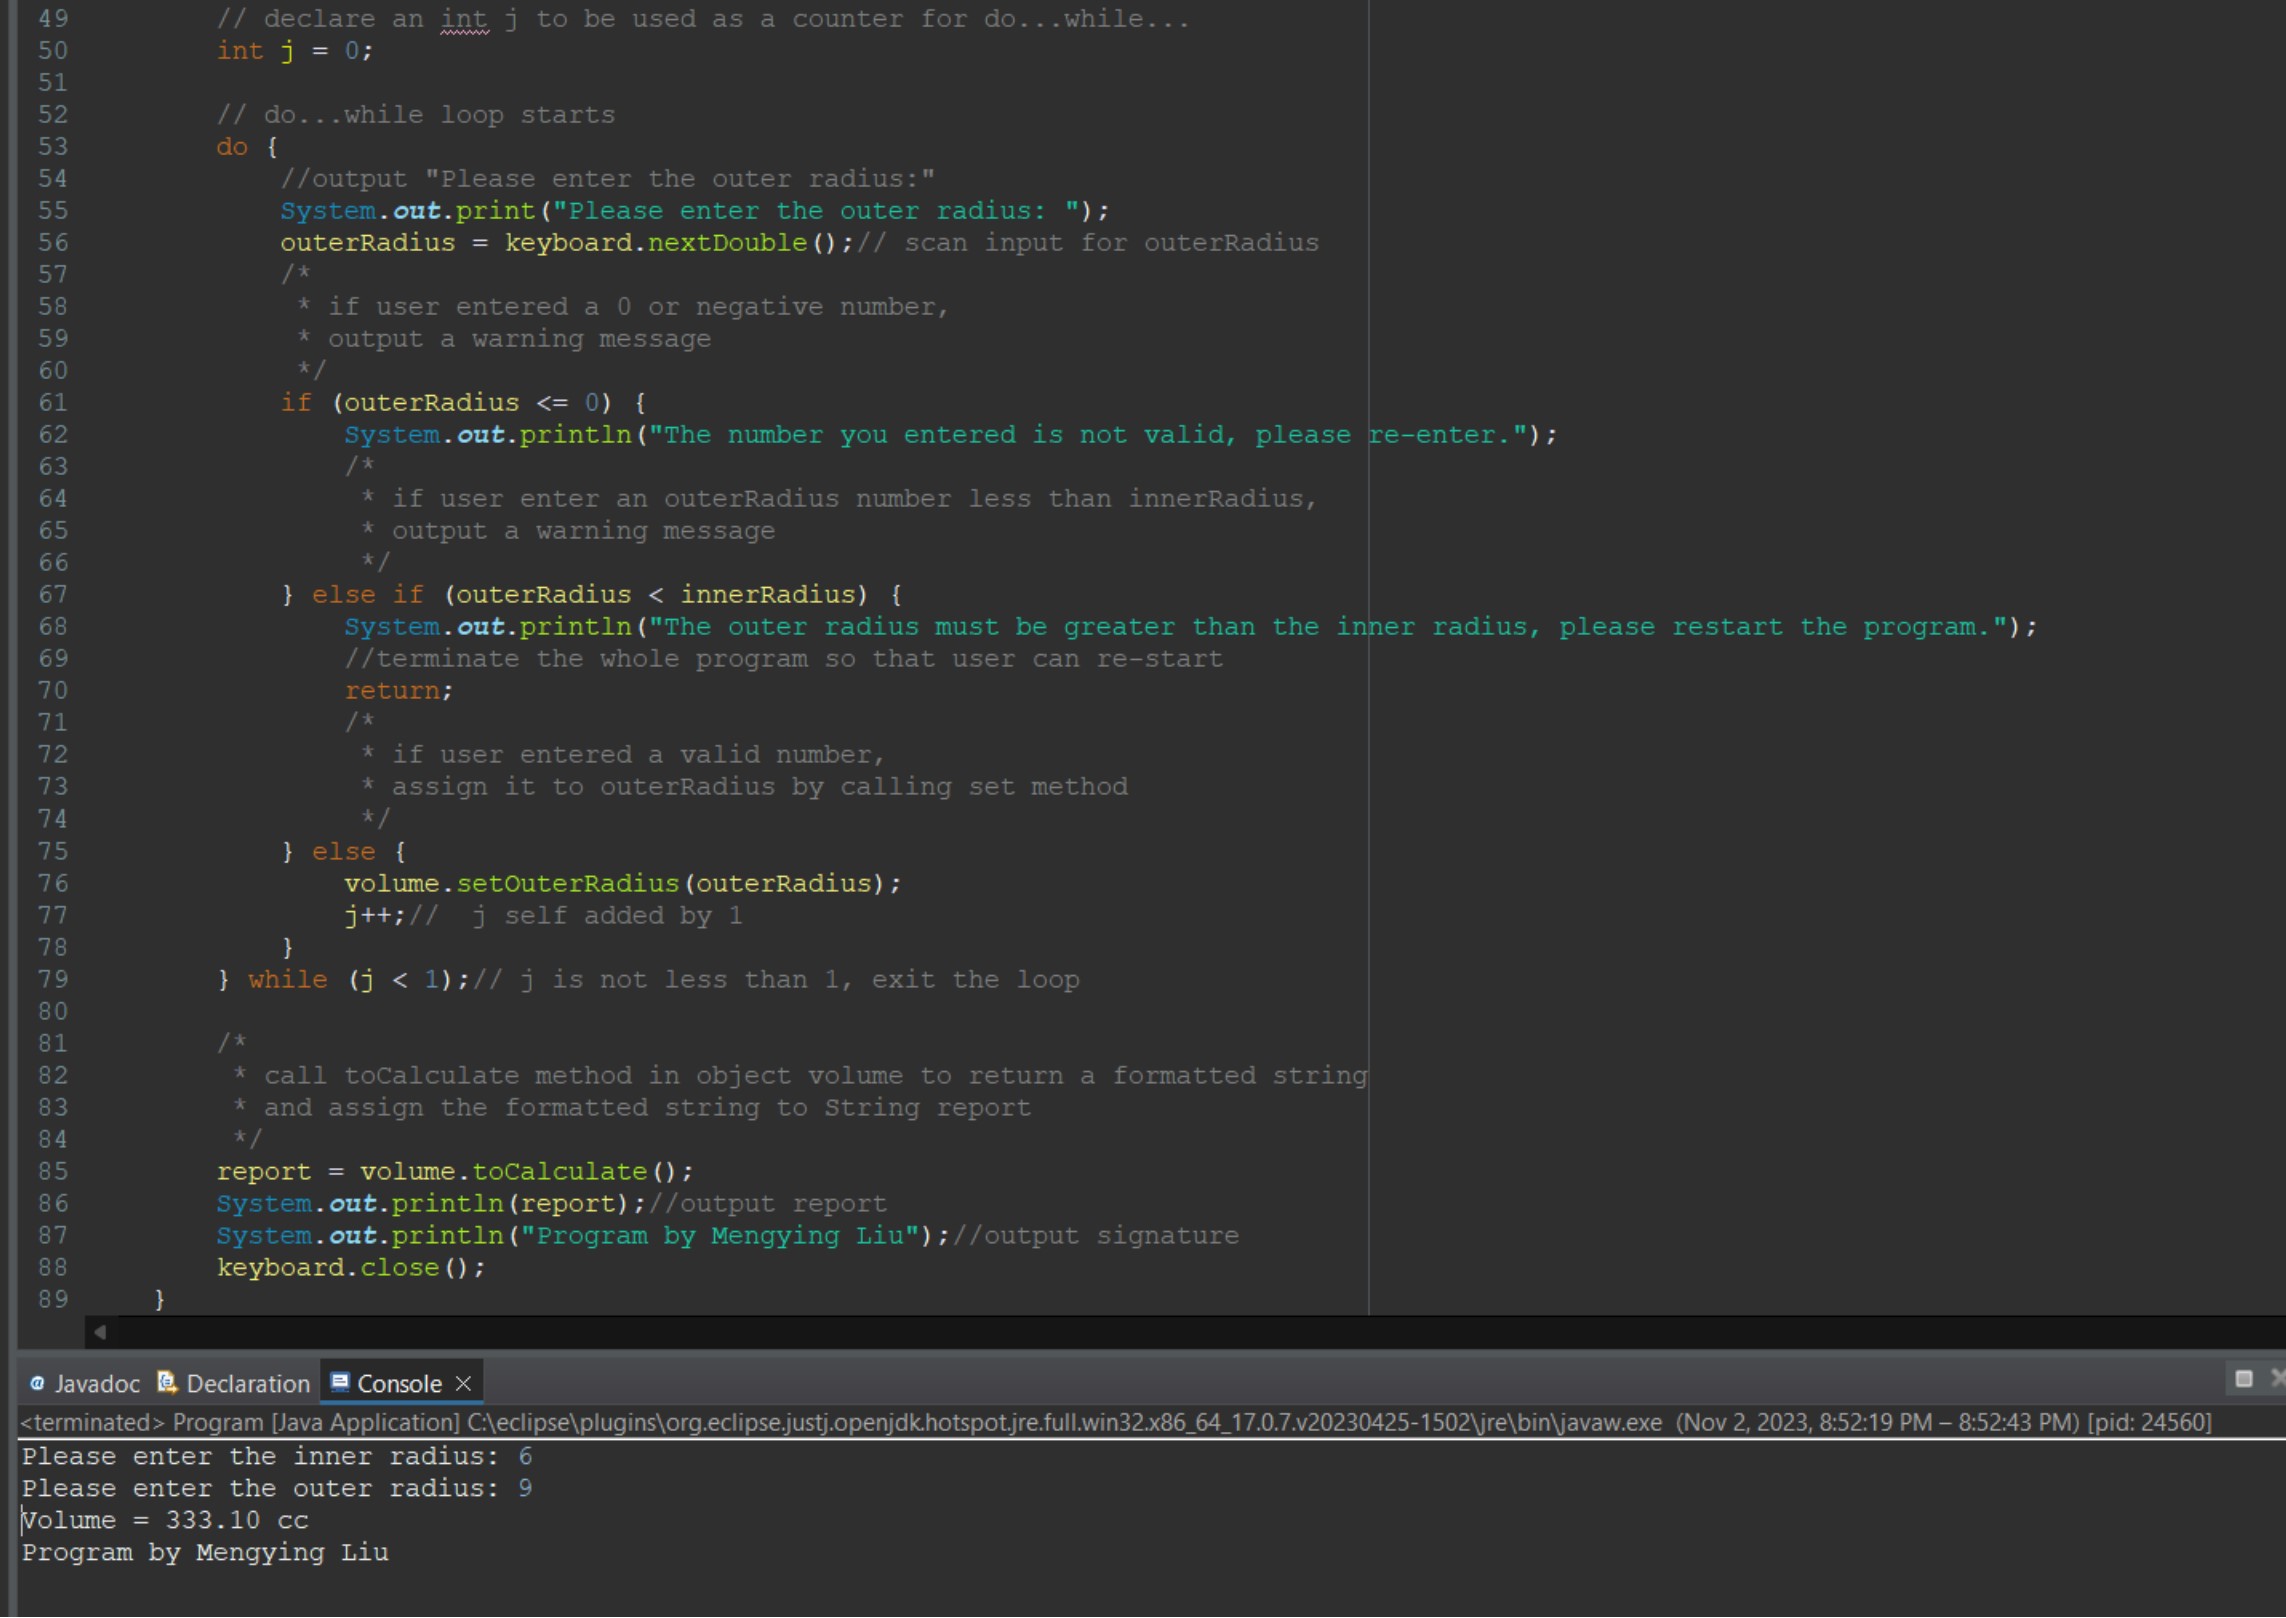 49 // declare an int j to be used as a counter for do...while...
50 int j = 0;
51
52 // do...while loop starts
53 do {
54 //output "Please enter the outer radius:"
55 System.out.print("Please enter the outer radius: ");
56 outerRadius = keyboard.nextDouble();// scan input for outerRadius
57 /*
58 * if user entered a 0 or negative number,
59 * output a warning message
60 */
61 if (outerRadius <= 0) {
62 System.out.println("The number you entered is not valid, please re-enter.");
63 /*
64 * if user enter an outerRadius number less than innerRadius,
65 * output a warning message
66 */
67 } else if (outerRadius < innerRadius) {
68 System.out.println("The outer radius must be greater than the inner radius, please restart the program.");
69 //terminate the whole program so that user can re-start
70 return;
71 /*
72 * if user entered a valid number,
73 * assign it to outerRadius by calling set method
74 */
75 } else {
76 volume.setOuterRadius(outerRadius);
77 j++;//  j self added by 1
78 }
79 } while (j < 1);// j is not less than 1, exit the loop
80
81 /*
82 * call toCalculate method in object volume to return a formatted string
83 * and assign the formatted string to String report
84 */
85 report = volume.toCalculate();
86 System.out.println(report);//output report
87 System.out.println("Program by Mengying Liu");//output signature
88 keyboard.close();
89 }
@ Javadoc Declaration Console
<terminated> Program [Java Application] C:\eclipse\plugins\org.eclipse.justj.openjdk.hotspot.jre.full.win32.x86_64_17.0.7.v20230425-1502\jre\bin\javaw.exe (Nov 2, 2023, 8:52:19 PM – 8:52:43 PM) [pid: 24560]
Please enter the inner radius: 6
Please enter the outer radius: 9
Volume = 333.10 cc
Program by Mengying Liu